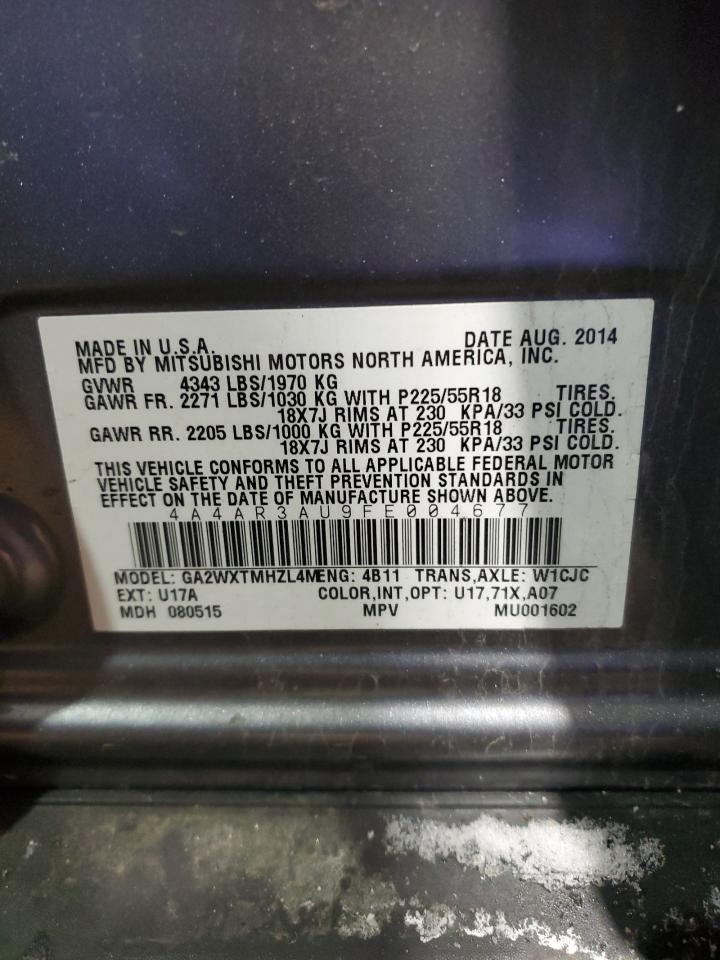 MADE IN U.S.A. DATE AUG. 2014
MFD BY MITSUBISHI MOTORS NORTH AMERICA, INC.
GVWR 4343 LBS/1970 KG
GAWR FR. 2271 LBS/1030 KG WITH P225/55R18 TIRES.
18X7J RIMS AT 230 KPA/33 PSI COLD.
GAWR RR. 2205 LBS/1000 KG WITH P225/55R18 TIRES.
18X7J RIMS AT 230 KPA/33 PSI COLD.
THIS VEHICLE CONFORMS TO ALL APPLICABLE FEDERAL MOTOR
VEHICLE SAFETY AND THEFT PREVENTION STANDARDS IN
EFFECT ON THE DATE OF MANUFACTURE SHOWN ABOVE.
4A4AR3AU9FE004677
MODEL: GA2WXTMHZL4M ENG: 4B11 TRANS,AXLE: W1CJC
EXT: U17A COLOR,INT,OPT: U17,71X,A07
MDH 080515 MPV MU001602